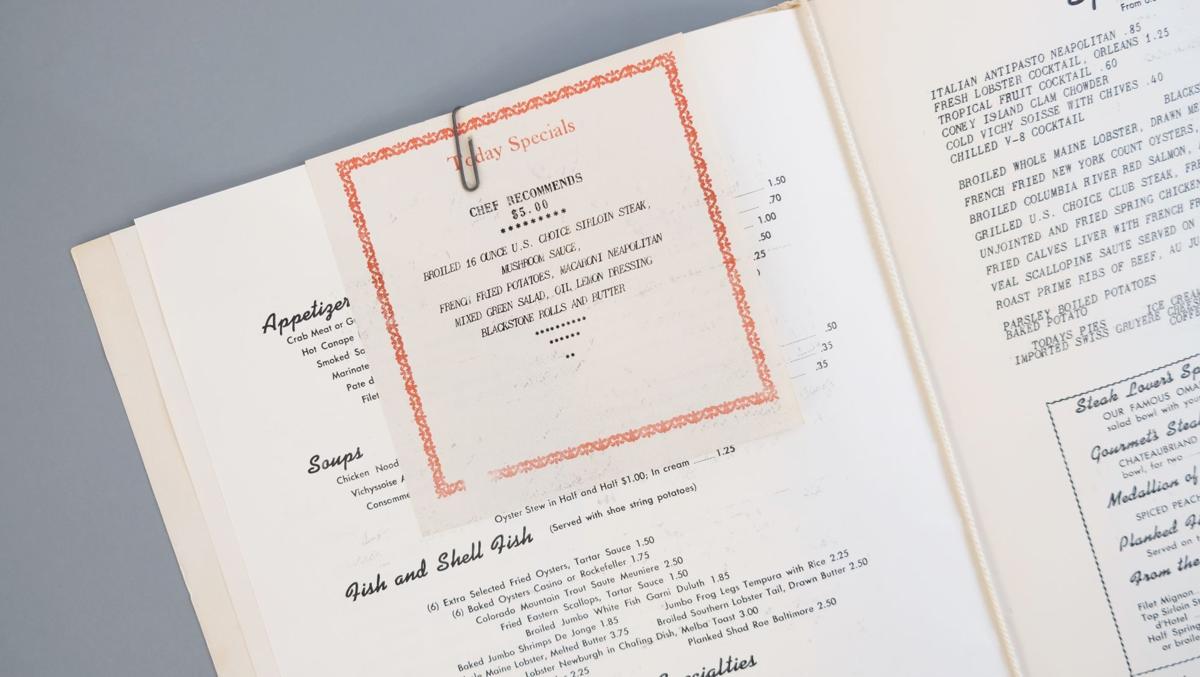 Today Specials
CHEF RECOMMENDS
$5.00
*********
BROILED 16 OUNCE U.S. CHOICE SIRLOIN STEAK,
MUSHROOM SAUCE,
FRENCH FRIED POTATOES, MACARONI NEAPOLITAN
MIXED GREEN SALAD, OIL, LEMON DRESSING
BLACKSTONE ROLLS AND BUTTER
**********
******
**
1.50
.70
1.00
.50
.25
.50
.35
.35
Appetizer
Crab Meat or
Hot Canape
Smoked
Pate
Soups
Chicken
Vichyssoise
Oyster Stew in Half and Half $1.00; In cream ........ 1.25
Fish and Shell Fish (Served with shoe string potatoes)
(6) Extra Selected Fried Oysters, Tartar Sauce 1.50
(6) Baked Oysters Casino or Rockefeller 1.75
Colorado Mountain Trout Saute Meuniere 2.50
Fried Eastern Scallops, Tartar Sauce 1.50
Broiled Jumbo White Fish Garni Duluth 1.85
Jumbo Frog Legs Tempura with Rice 2.25
Baked Jumbo Shrimps De Jonge 1.85
Broiled Southern Lobster Tail, Drawn Butter 2.50
Maine Lobster, Melted Butter 3.75
Lobster Newburgh in Chafing Dish, Melba Toast 3.00
Planked Shad Roe Baltimore 2.50
2.25
From
ITALIAN ANTIPASTO NEAPOLITAN .85
FRESH LOBSTER COCKTAIL, ORLEANS 1.25
TROPICAL FRUIT COCKTAIL .60
CONEY ISLAND CLAM CHOWDER
COLD VICHY SOISSE WITH CHIVES .40
CHILLED V-8 COCKTAIL
BROILED WHOLE MAINE LOBSTER, DRAWN
FRENCH FRIED NEW YORK COUNT OYSTERS
BROILED COLUMBIA RIVER RED SALMON,
GRILLED U.S. CHOICE CLUB STEAK,
UNJOINTED AND FRIED SPRING
FRIED CALVES LIVER WITH FRENCH
VEAL SCALLOPINE SAUTE SERVED ON
ROAST PRIME RIBS OF BEEF, AU
PARSLEY BOILED POTATOES
BAKED POTATO
TODAYS PIES
ICE
IMPORTED SWISS GRUYERE
Steak Lover's
OUR FAMOUS
salad bowl with
Gourmet's
CHATEAUBRIAND
bowl, for two
Medallion of
SPICED
Planked
Served on
From the
Filet Mignon,
Top Sirloin
d'Hotel
Half
or